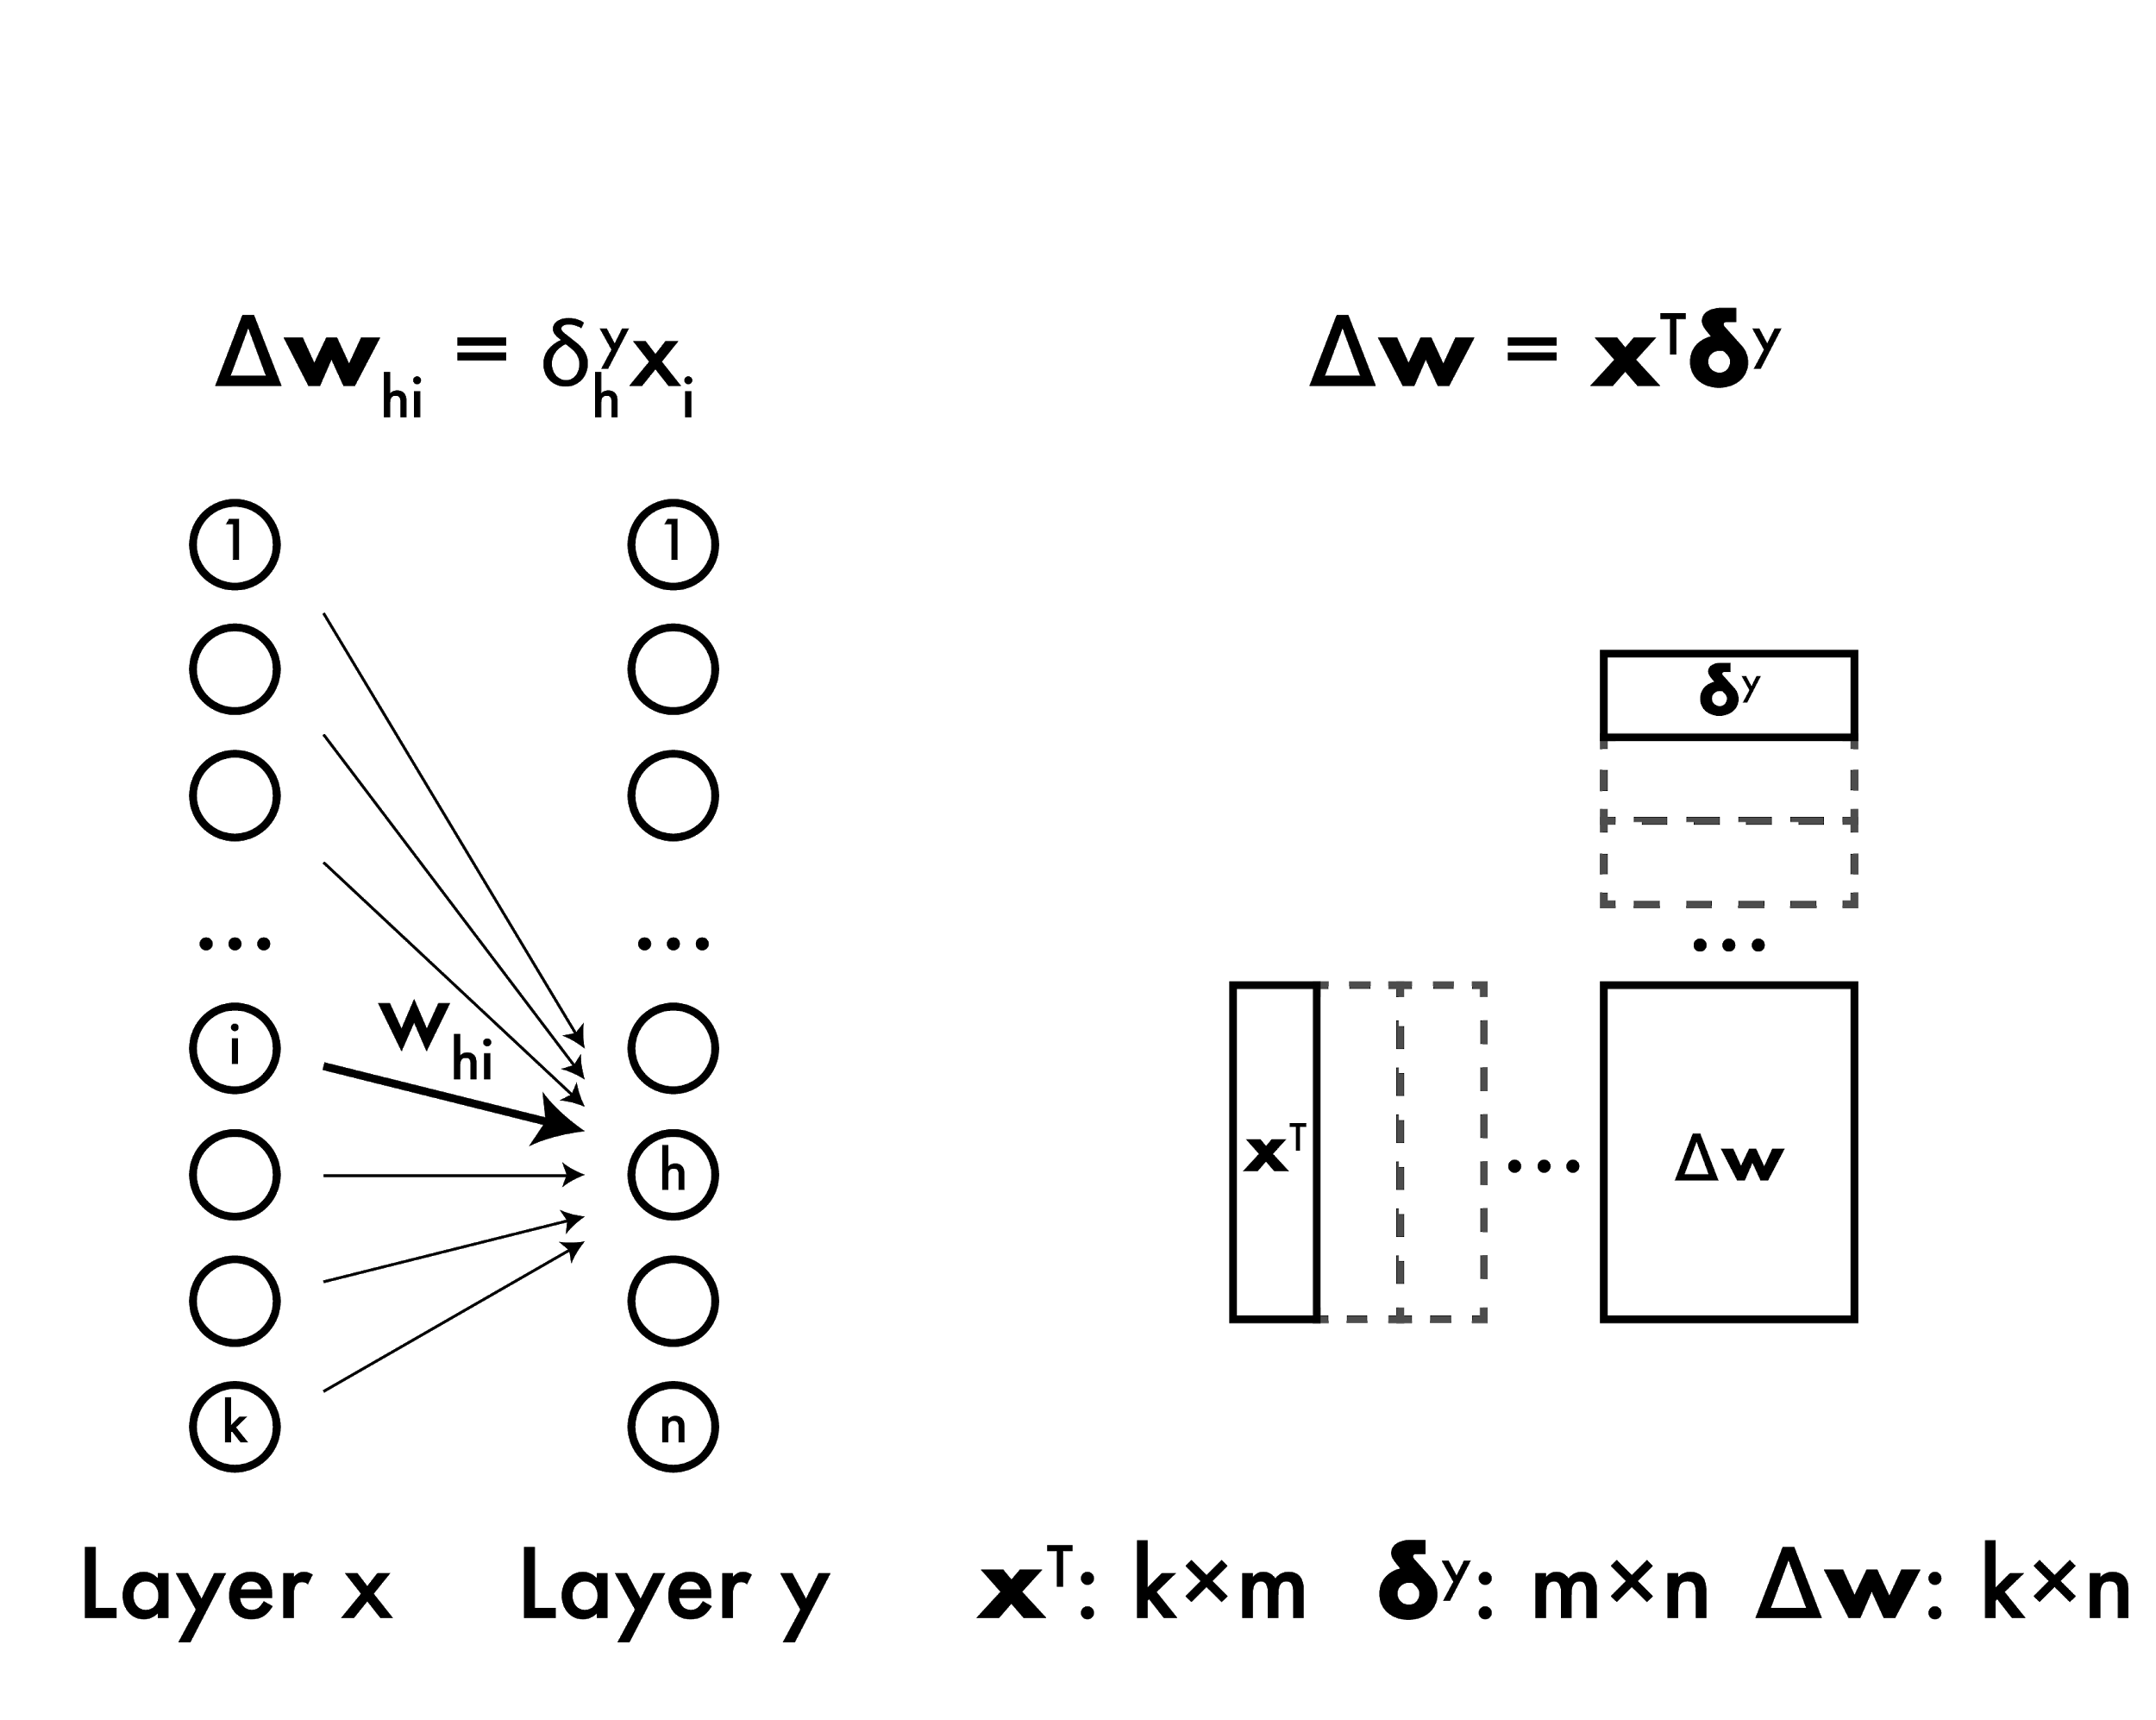 Δw_hi = δ_h^y x_i
Δw = x^T δ^y
1 1
δ^y
... ...
...
i w_hi
x^T ... Δw
h
k n
Layer x Layer y x^T: k×m δ^y: m×n Δw: k×n